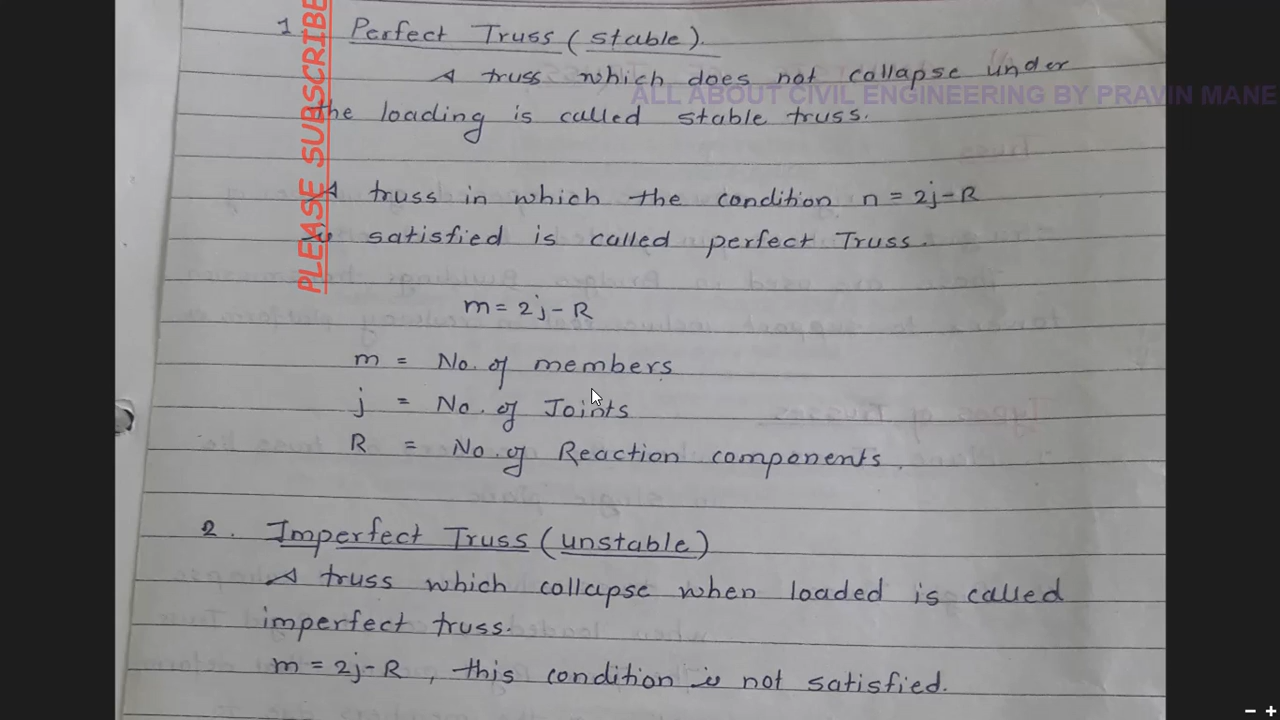 1 Perfect Truss (stable).
A truss which does not collapse under
ALL ABOUT CIVIL ENGINEERING BY PRAVIN MANE
the loading is called stable truss.
PLEASE SUBSCRIBE
A truss in which the condition n = 2j-R
is satisfied is called perfect Truss.
m = 2j - R
m = No. of members
j = No. of Joints
R = No. of Reaction components.
2. Imperfect Truss (unstable)
A truss which collapse when loaded is called
imperfect truss.
m = 2j - R, this condition is not satisfied.